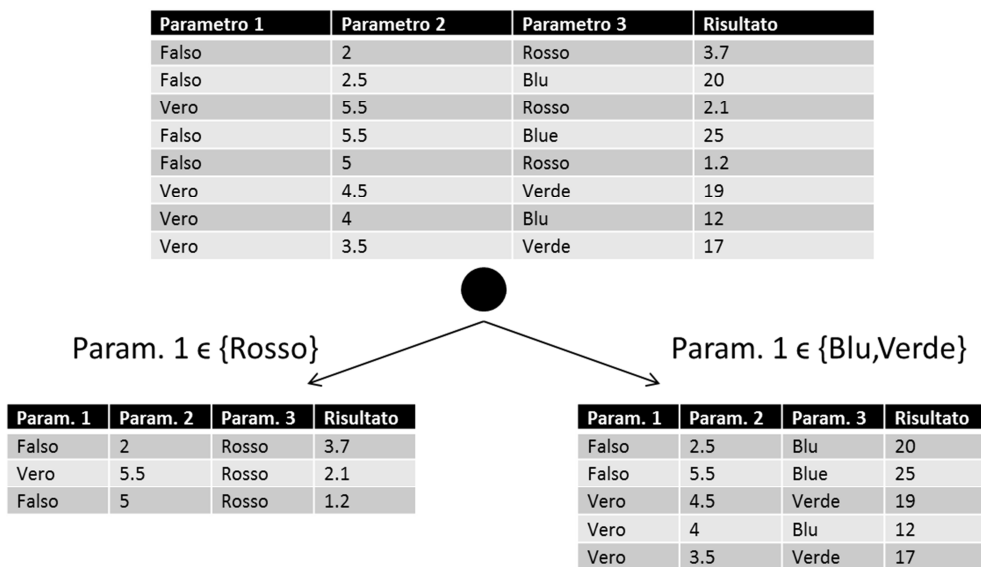 Parametro 1 Parametro 2 Parametro 3 Risultato
Falso 2 Rosso 3.7
Falso 2.5 Blu 20
Vero 5.5 Rosso 2.1
Falso 5.5 Blue 25
Falso 5 Rosso 1.2
Vero 4.5 Verde 19
Vero 4 Blu 12
Vero 3.5 Verde 17
Param. 1 ϵ {Rosso}
Param. 1 ϵ {Blu,Verde}
Param. 1 Param. 2 Param. 3 Risultato
Falso 2 Rosso 3.7
Vero 5.5 Rosso 2.1
Falso 5 Rosso 1.2
Param. 1 Param. 2 Param. 3 Risultato
Falso 2.5 Blu 20
Falso 5.5 Blue 25
Vero 4.5 Verde 19
Vero 4 Blu 12
Vero 3.5 Verde 17